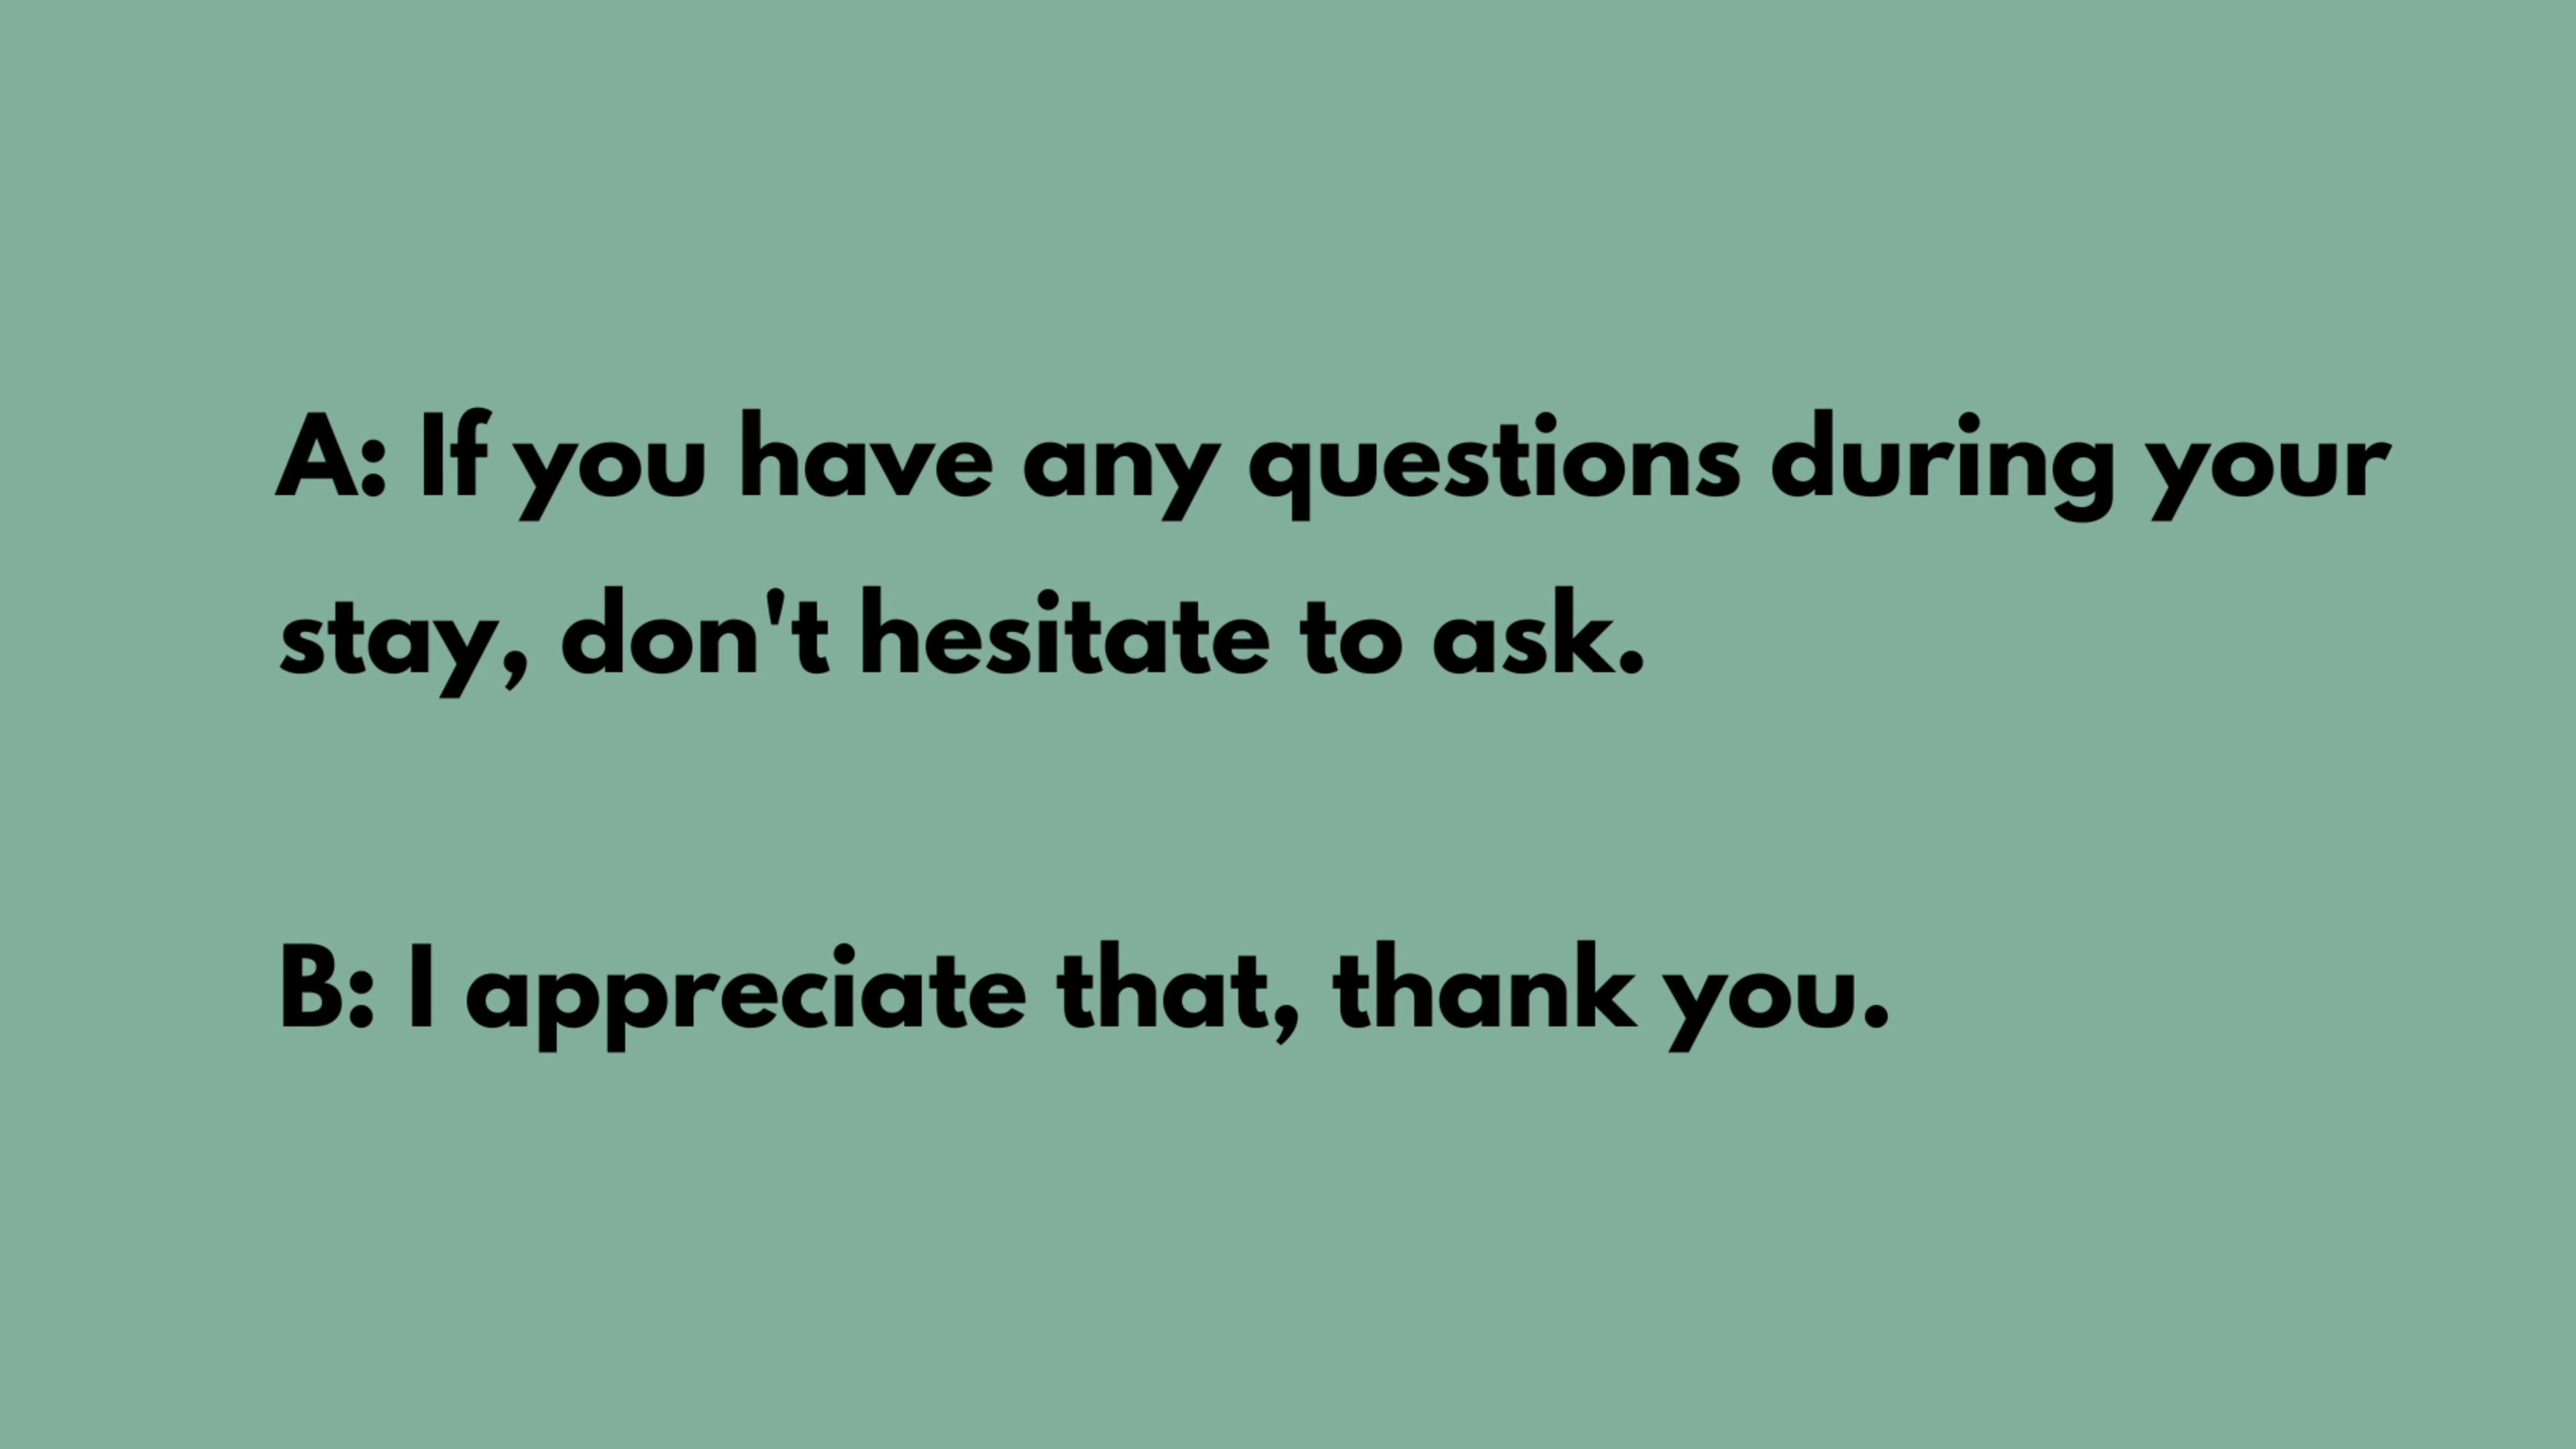 A: If you have any questions during your
stay, don't hesitate to ask.
B: I appreciate that, thank you.